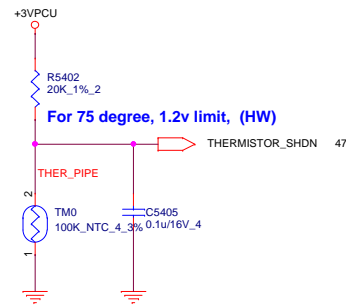 +3VPCU
R5402
20K_1%_2
For 75 degree, 1.2v limit, (HW)
THERMISTOR_SHDN 47
THER_PIPE
2
TM0
100K_NTC_4_3%
C5405
0.1u/16V_4
1